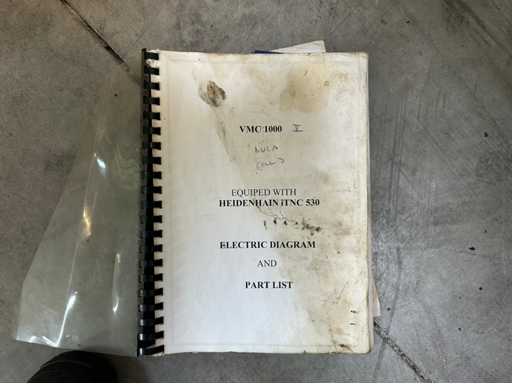 VMC 1000 II
EQUIPED WITH
HEIDENHAIN iTNC 530
ELECTRIC DIAGRAM
AND
PART LIST